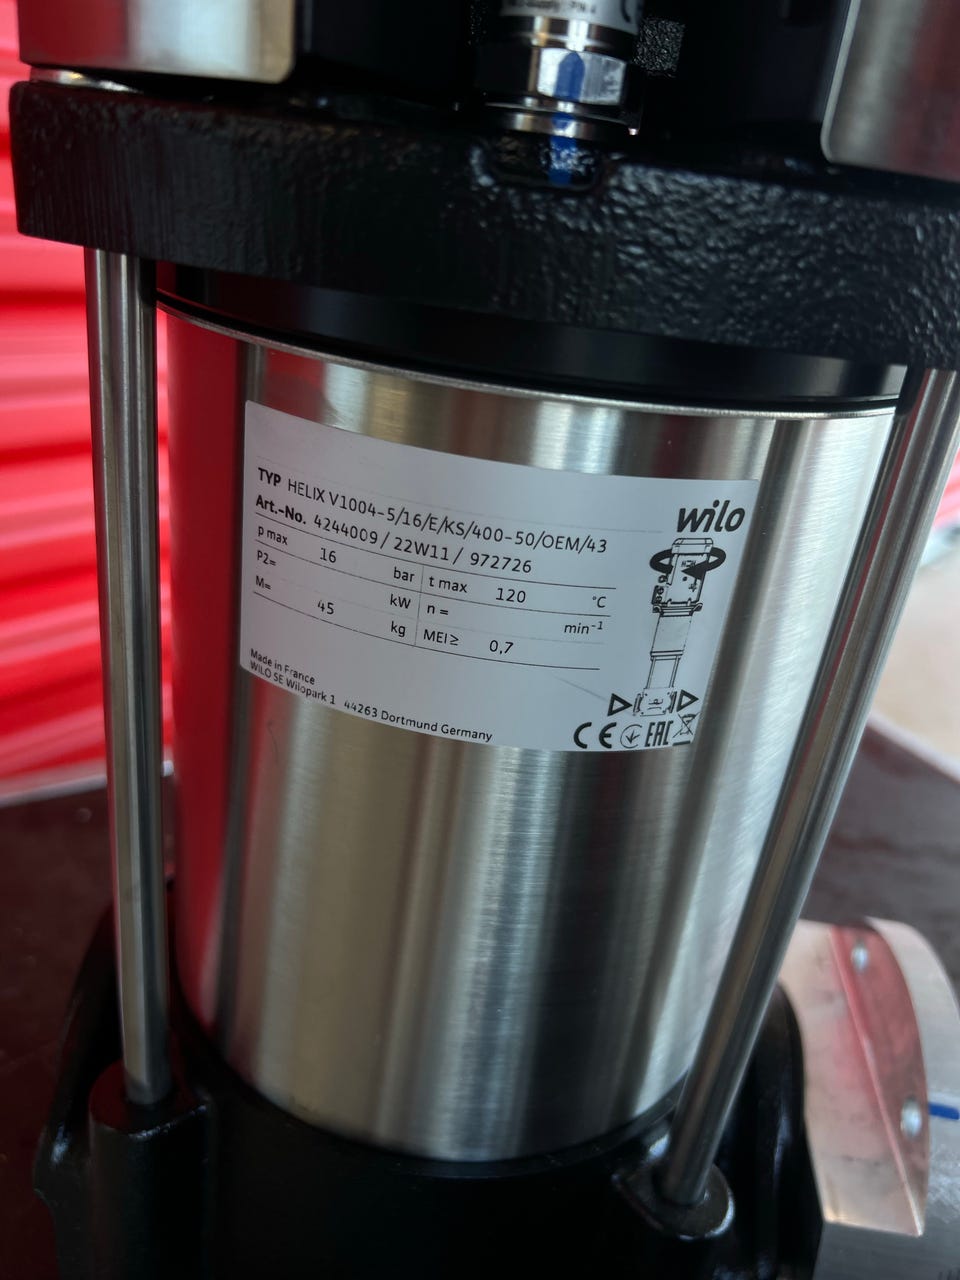 wilo
TYP HELIX V1004-5/16/E/KS/400-50/OEM/43
Art.-No. 4244009 / 22W11 / 972726
p max 16 bar t max 120 °C
P2= kW n = min⁻¹
M= 45 kg MEI≥ 0,7
Made in France
WILO SE Wilopark 1 44263 Dortmund Germany
CE EAC